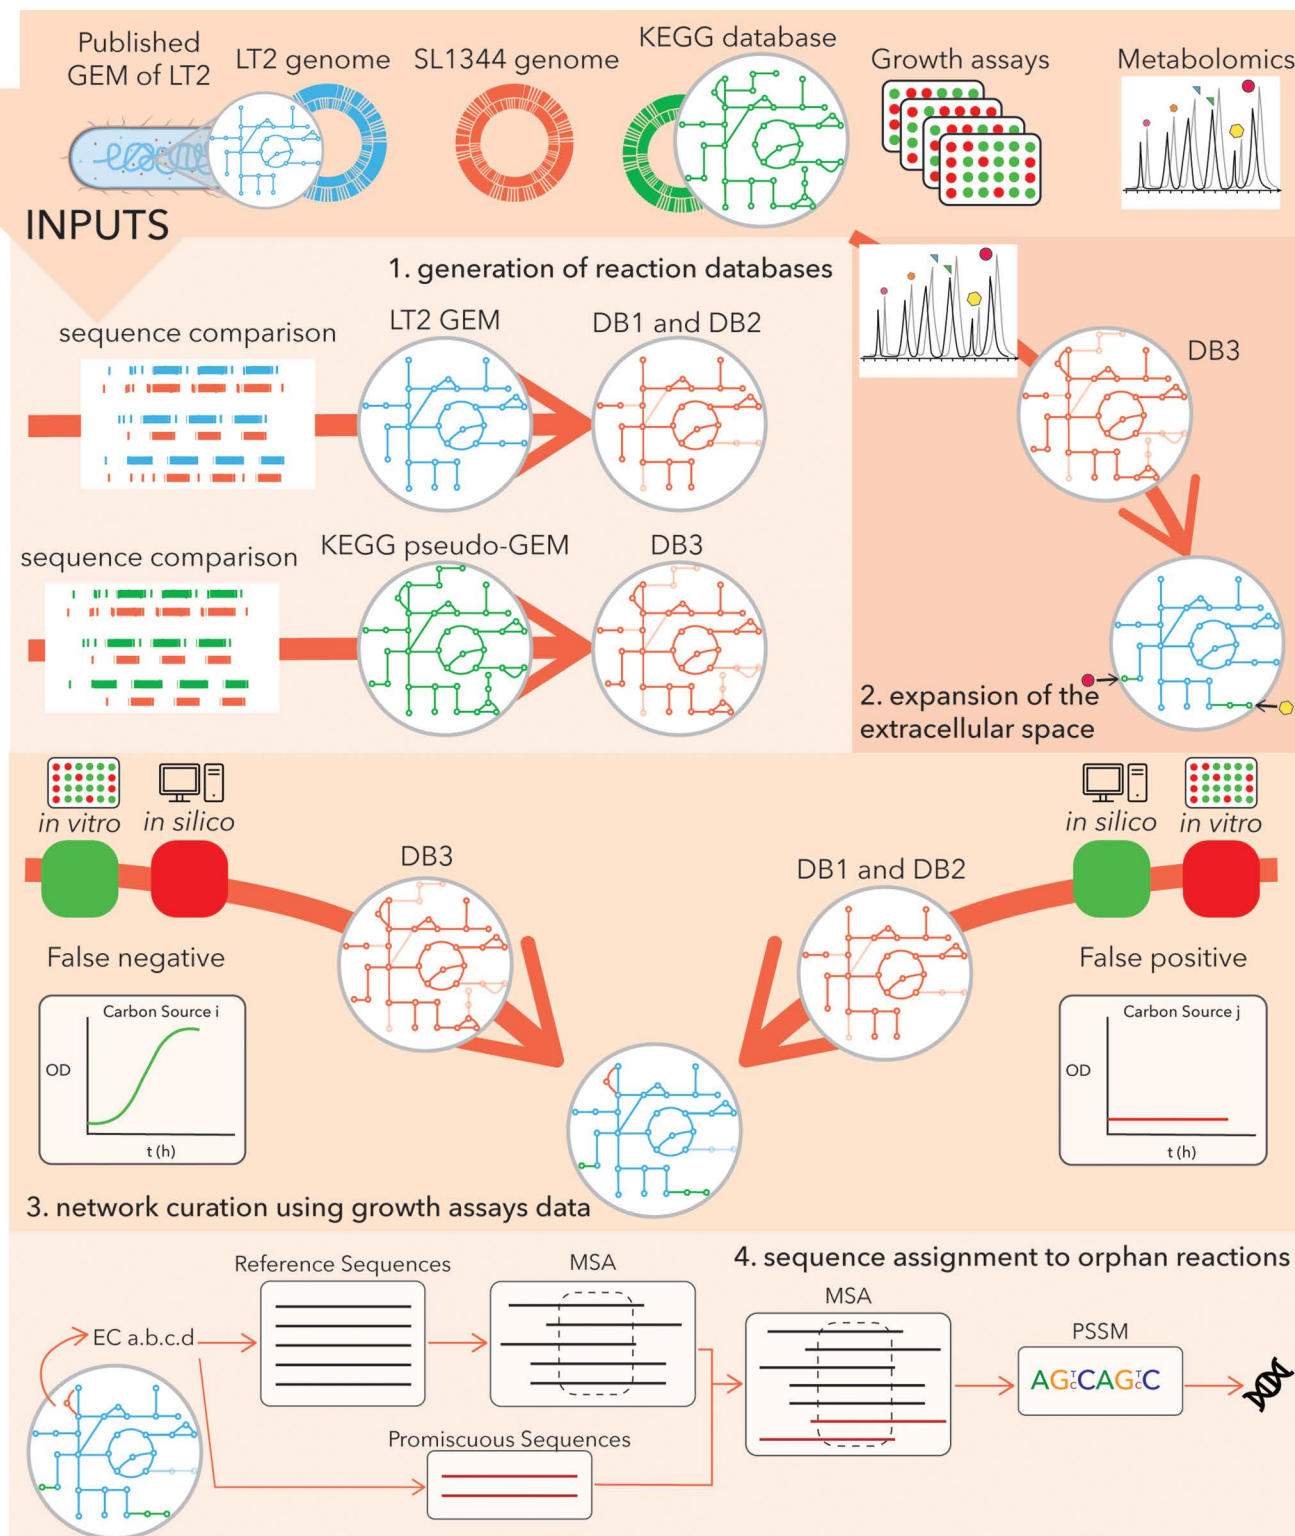 Published
GEM of LT2
LT2 genome
SL1344 genome
KEGG database
Growth assays
Metabolomics
INPUTS
1. generation of reaction databases
sequence comparison
LT2 GEM
DB1 and DB2
DB3
sequence comparison
KEGG pseudo-GEM
DB3
2. expansion of the
extracellular space
in vitro
in silico
False negative
Carbon Source i
OD
t (h)
DB3
DB1 and DB2
in silico
in vitro
False positive
Carbon Source j
OD
t (h)
3. network curation using growth assays data
4. sequence assignment to orphan reactions
EC a.b.c.d
Reference Sequences
MSA
Promiscuous Sequences
MSA
PSSM
AGTCCAGTCC